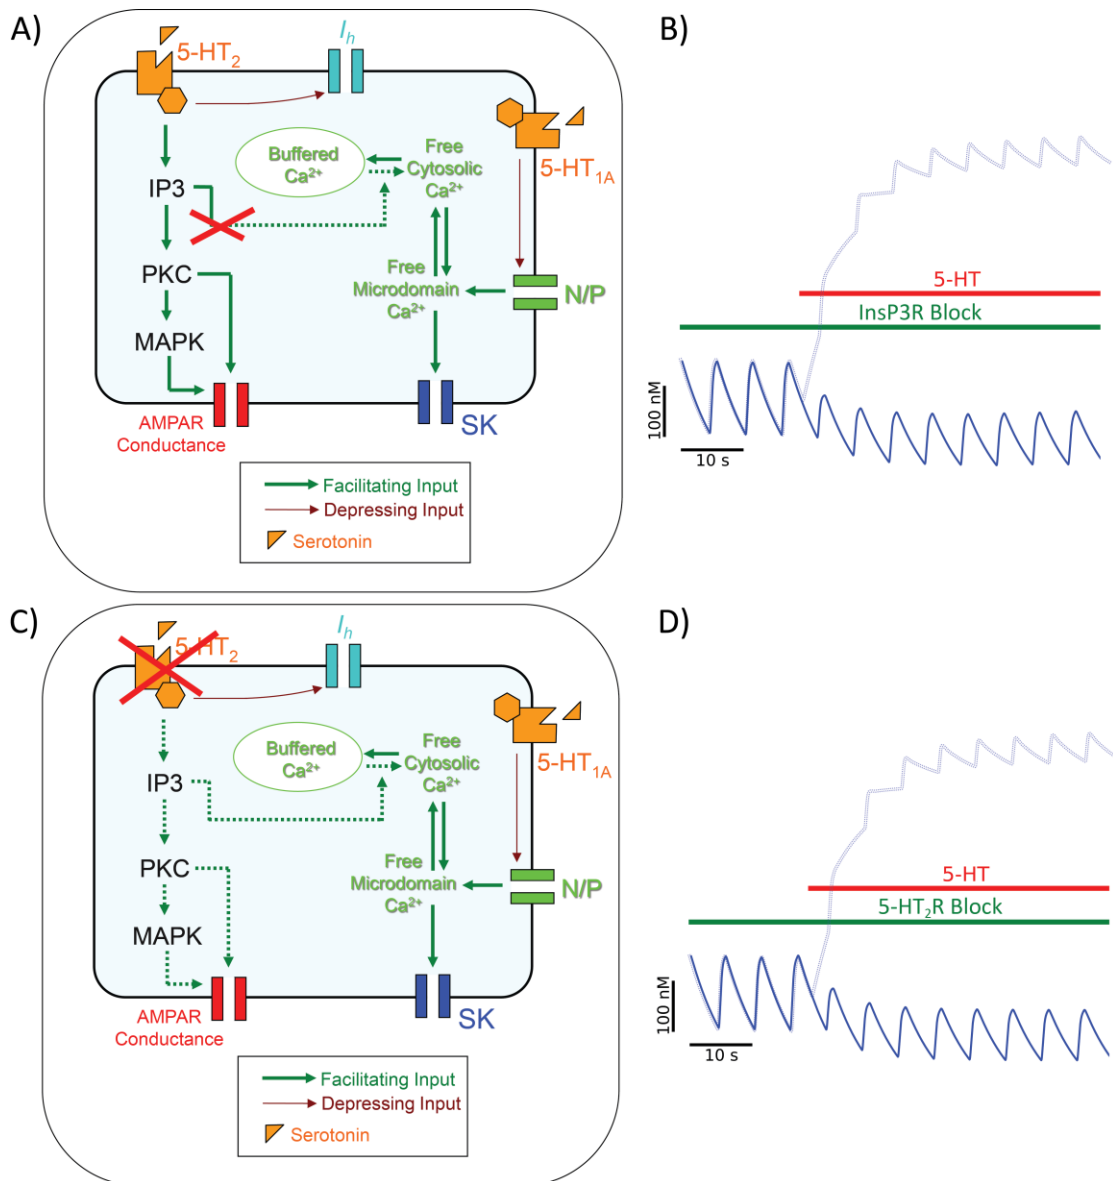 A)
I_h
5-HT₂
Buffered
Ca²⁺
Free
Cytosolic
Ca²⁺
5-HT₁A
IP3
PKC
MAPK
Free
Microdomain
Ca²⁺
N/P
AMPAR
Conductance
SK
Facilitating Input
Depressing Input
Serotonin
B)
5-HT
InsP3R Block
100 nM
10 s
C)
I_h
5-HT₂
Buffered
Ca²⁺
Free
Cytosolic
Ca²⁺
5-HT₁A
IP3
PKC
MAPK
Free
Microdomain
Ca²⁺
N/P
AMPAR
Conductance
SK
Facilitating Input
Depressing Input
Serotonin
D)
5-HT
5-HT₂R Block
100 nM
10 s